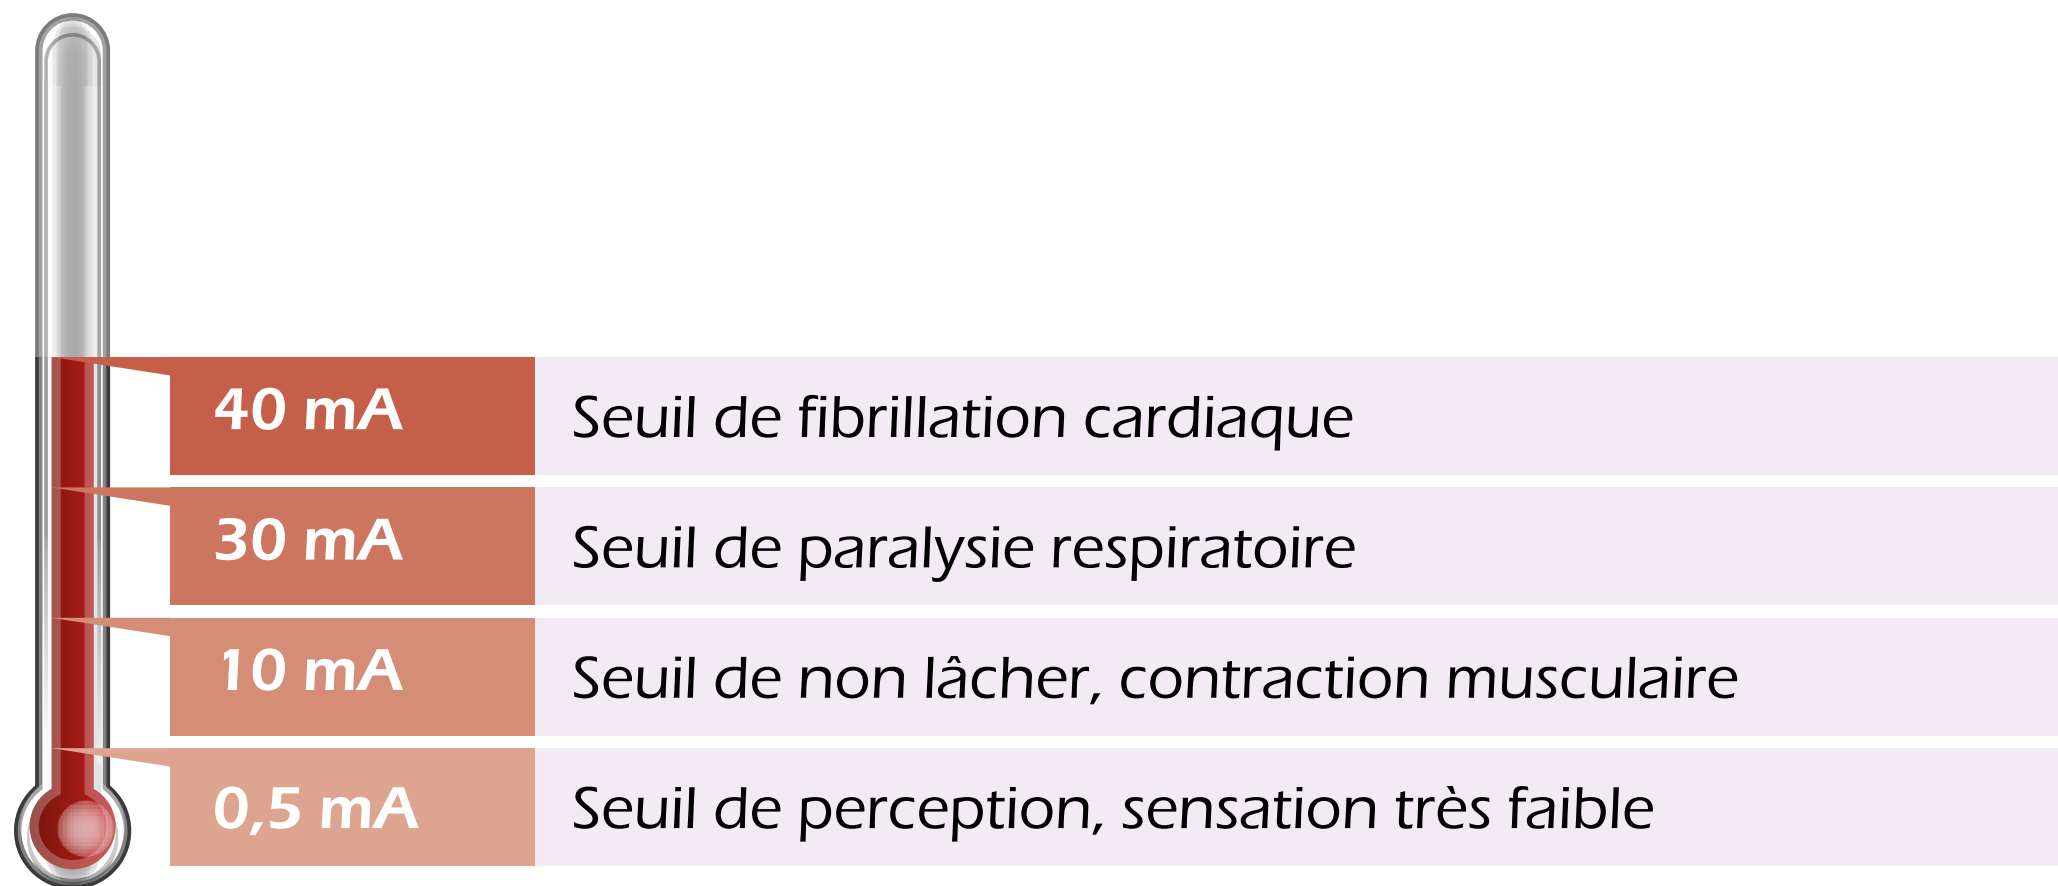 40 mA Seuil de fibrillation cardiaque
30 mA Seuil de paralysie respiratoire
10 mA Seuil de non lâcher, contraction musculaire
0,5 mA Seuil de perception, sensation très faible